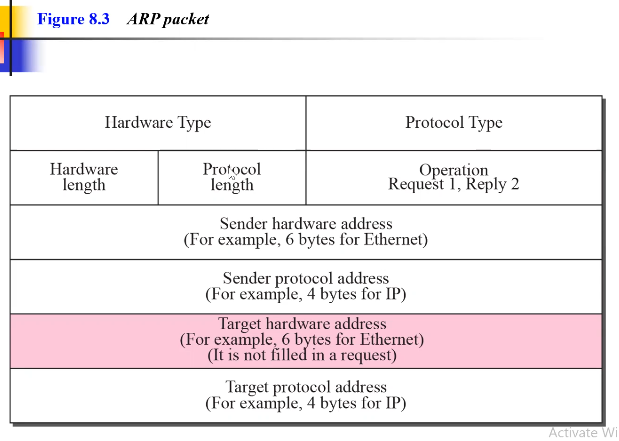 Figure 8.3 ARP packet
Hardware Type
Protocol Type
Hardware
length
Protocol
length
Operation
Request 1, Reply 2
Sender hardware address
(For example, 6 bytes for Ethernet)
Sender protocol address
(For example, 4 bytes for IP)
Target hardware address
(For example, 6 bytes for Ethernet)
(It is not filled in a request)
Target protocol address
(For example, 4 bytes for IP)
Activate Wi